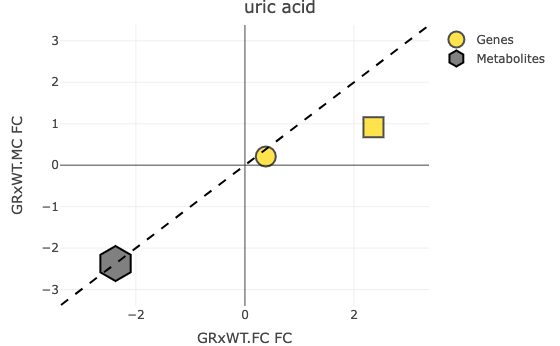 uric acid
Genes
Metabolites
3
2
1
0
−1
−2
−3
GRxWT.MC FC
−2
0
2
GRxWT.FC FC